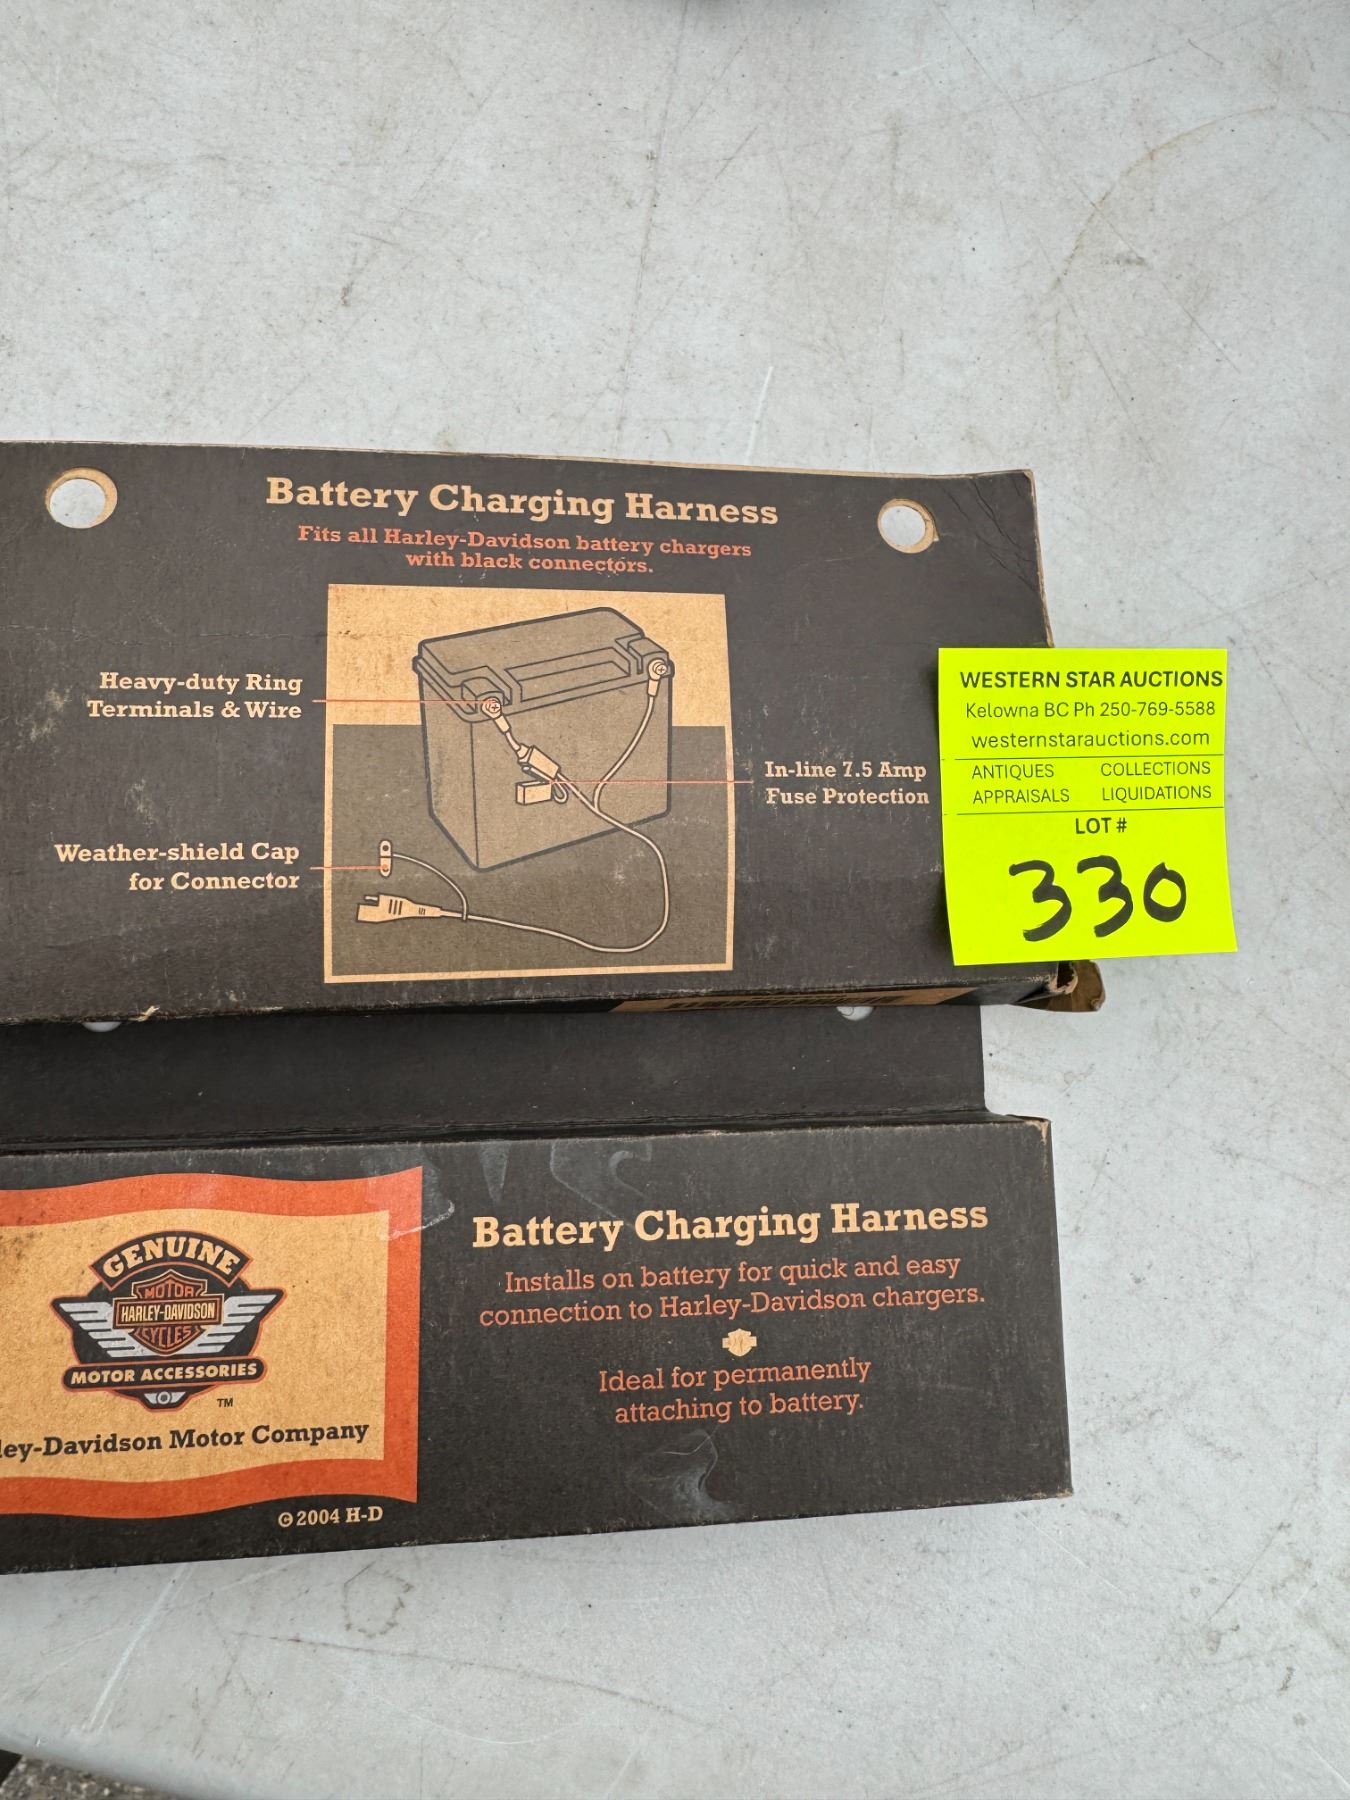 Battery Charging Harness
Fits all Harley-Davidson battery chargers
with black connectors.
Heavy-duty Ring
Terminals & Wire
In-line 7.5 Amp
Fuse Protection
Weather-shield Cap
for Connector
WESTERN STAR AUCTIONS
Kelowna BC Ph 250-769-5588
westernstarauctions.com
ANTIQUES COLLECTIONS
APPRAISALS LIQUIDATIONS
LOT #
330
GENUINE
MOTOR
HARLEY-DAVIDSON
CYCLES
MOTOR ACCESSORIES
TM
ley-Davidson Motor Company
© 2004 H-D
Battery Charging Harness
Installs on battery for quick and easy
connection to Harley-Davidson chargers.
Ideal for permanently
attaching to battery.